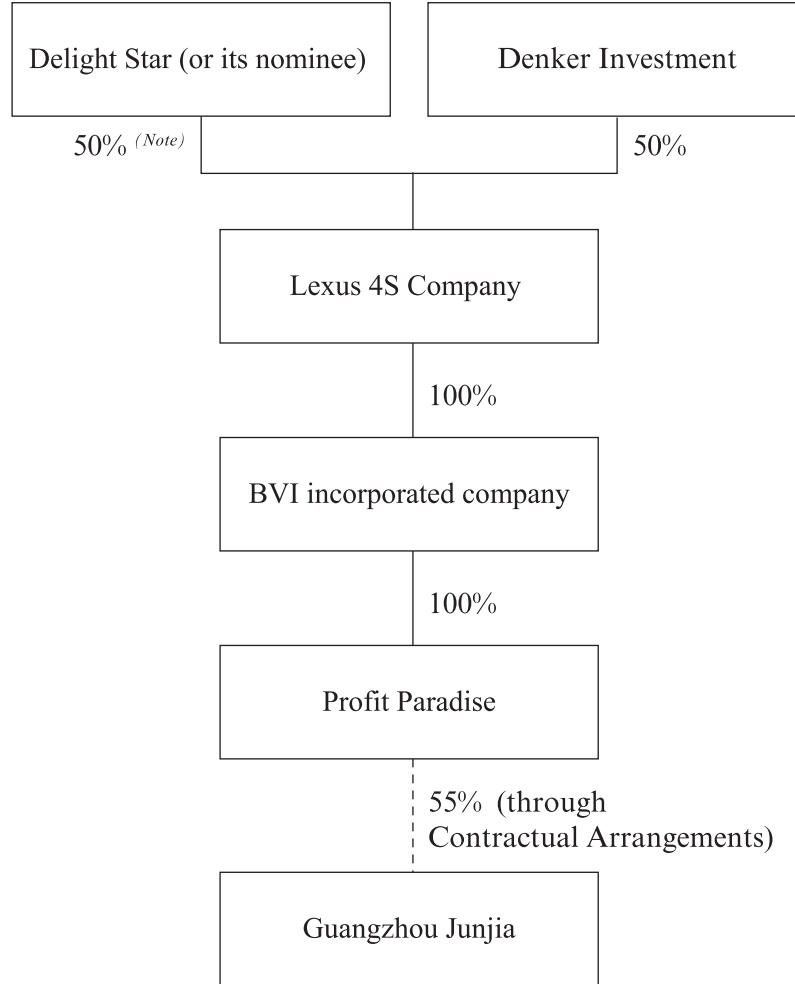 Delight Star (or its nominee)
Denker Investment
50% (Note)
50%
Lexus 4S Company
100%
BVI incorporated company
100%
Profit Paradise
55% (through
Contractual Arrangements)
Guangzhou Junjia